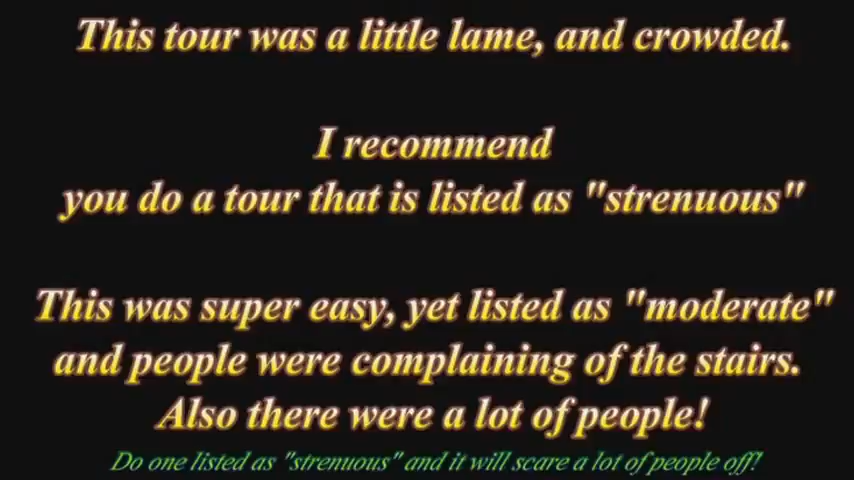 This tour was a little lame, and crowded.
I recommend
you do a tour that is listed as "strenuous"
This was super easy, yet listed as "moderate"
and people were complaining of the stairs.
Also there were a lot of people!
Do one listed as "strenuous" and it will scare a lot of people off!